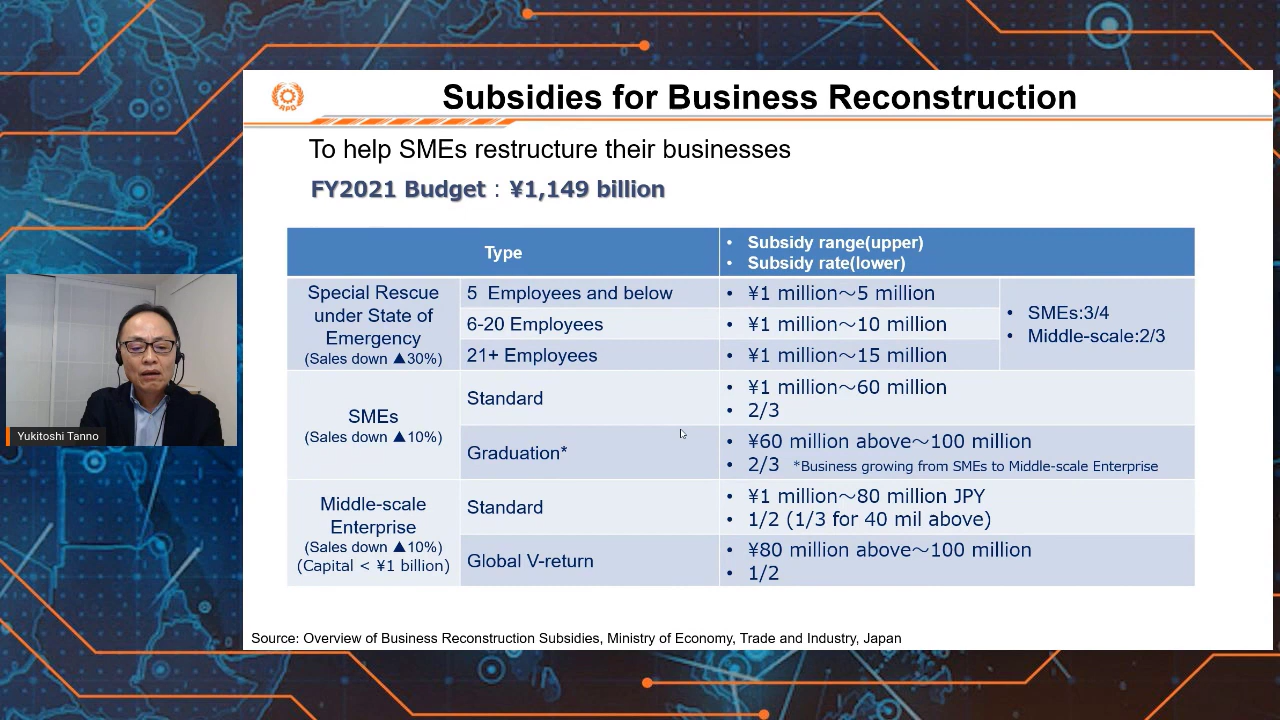 APO
Subsidies for Business Reconstruction
To help SMEs restructure their businesses
FY2021 Budget：¥1,149 billion
Type
• Subsidy range(upper)
• Subsidy rate(lower)
Special Rescue
under State of
Emergency
(Sales down ▲30%)
5 Employees and below
• ¥1 million～5 million
6-20 Employees
• ¥1 million～10 million
21+ Employees
• ¥1 million～15 million
• SMEs:3/4
• Middle-scale:2/3
SMEs
(Sales down ▲10%)
Standard
• ¥1 million～60 million
• 2/3
Graduation*
• ¥60 million above～100 million
• 2/3 *Business growing from SMEs to Middle-scale Enterprise
Middle-scale
Enterprise
(Sales down ▲10%)
(Capital < ¥1 billion)
Standard
• ¥1 million～80 million JPY
• 1/2 (1/3 for 40 mil above)
Global V-return
• ¥80 million above～100 million
• 1/2
Yukitoshi Tanno
Source: Overview of Business Reconstruction Subsidies, Ministry of Economy, Trade and Industry, Japan